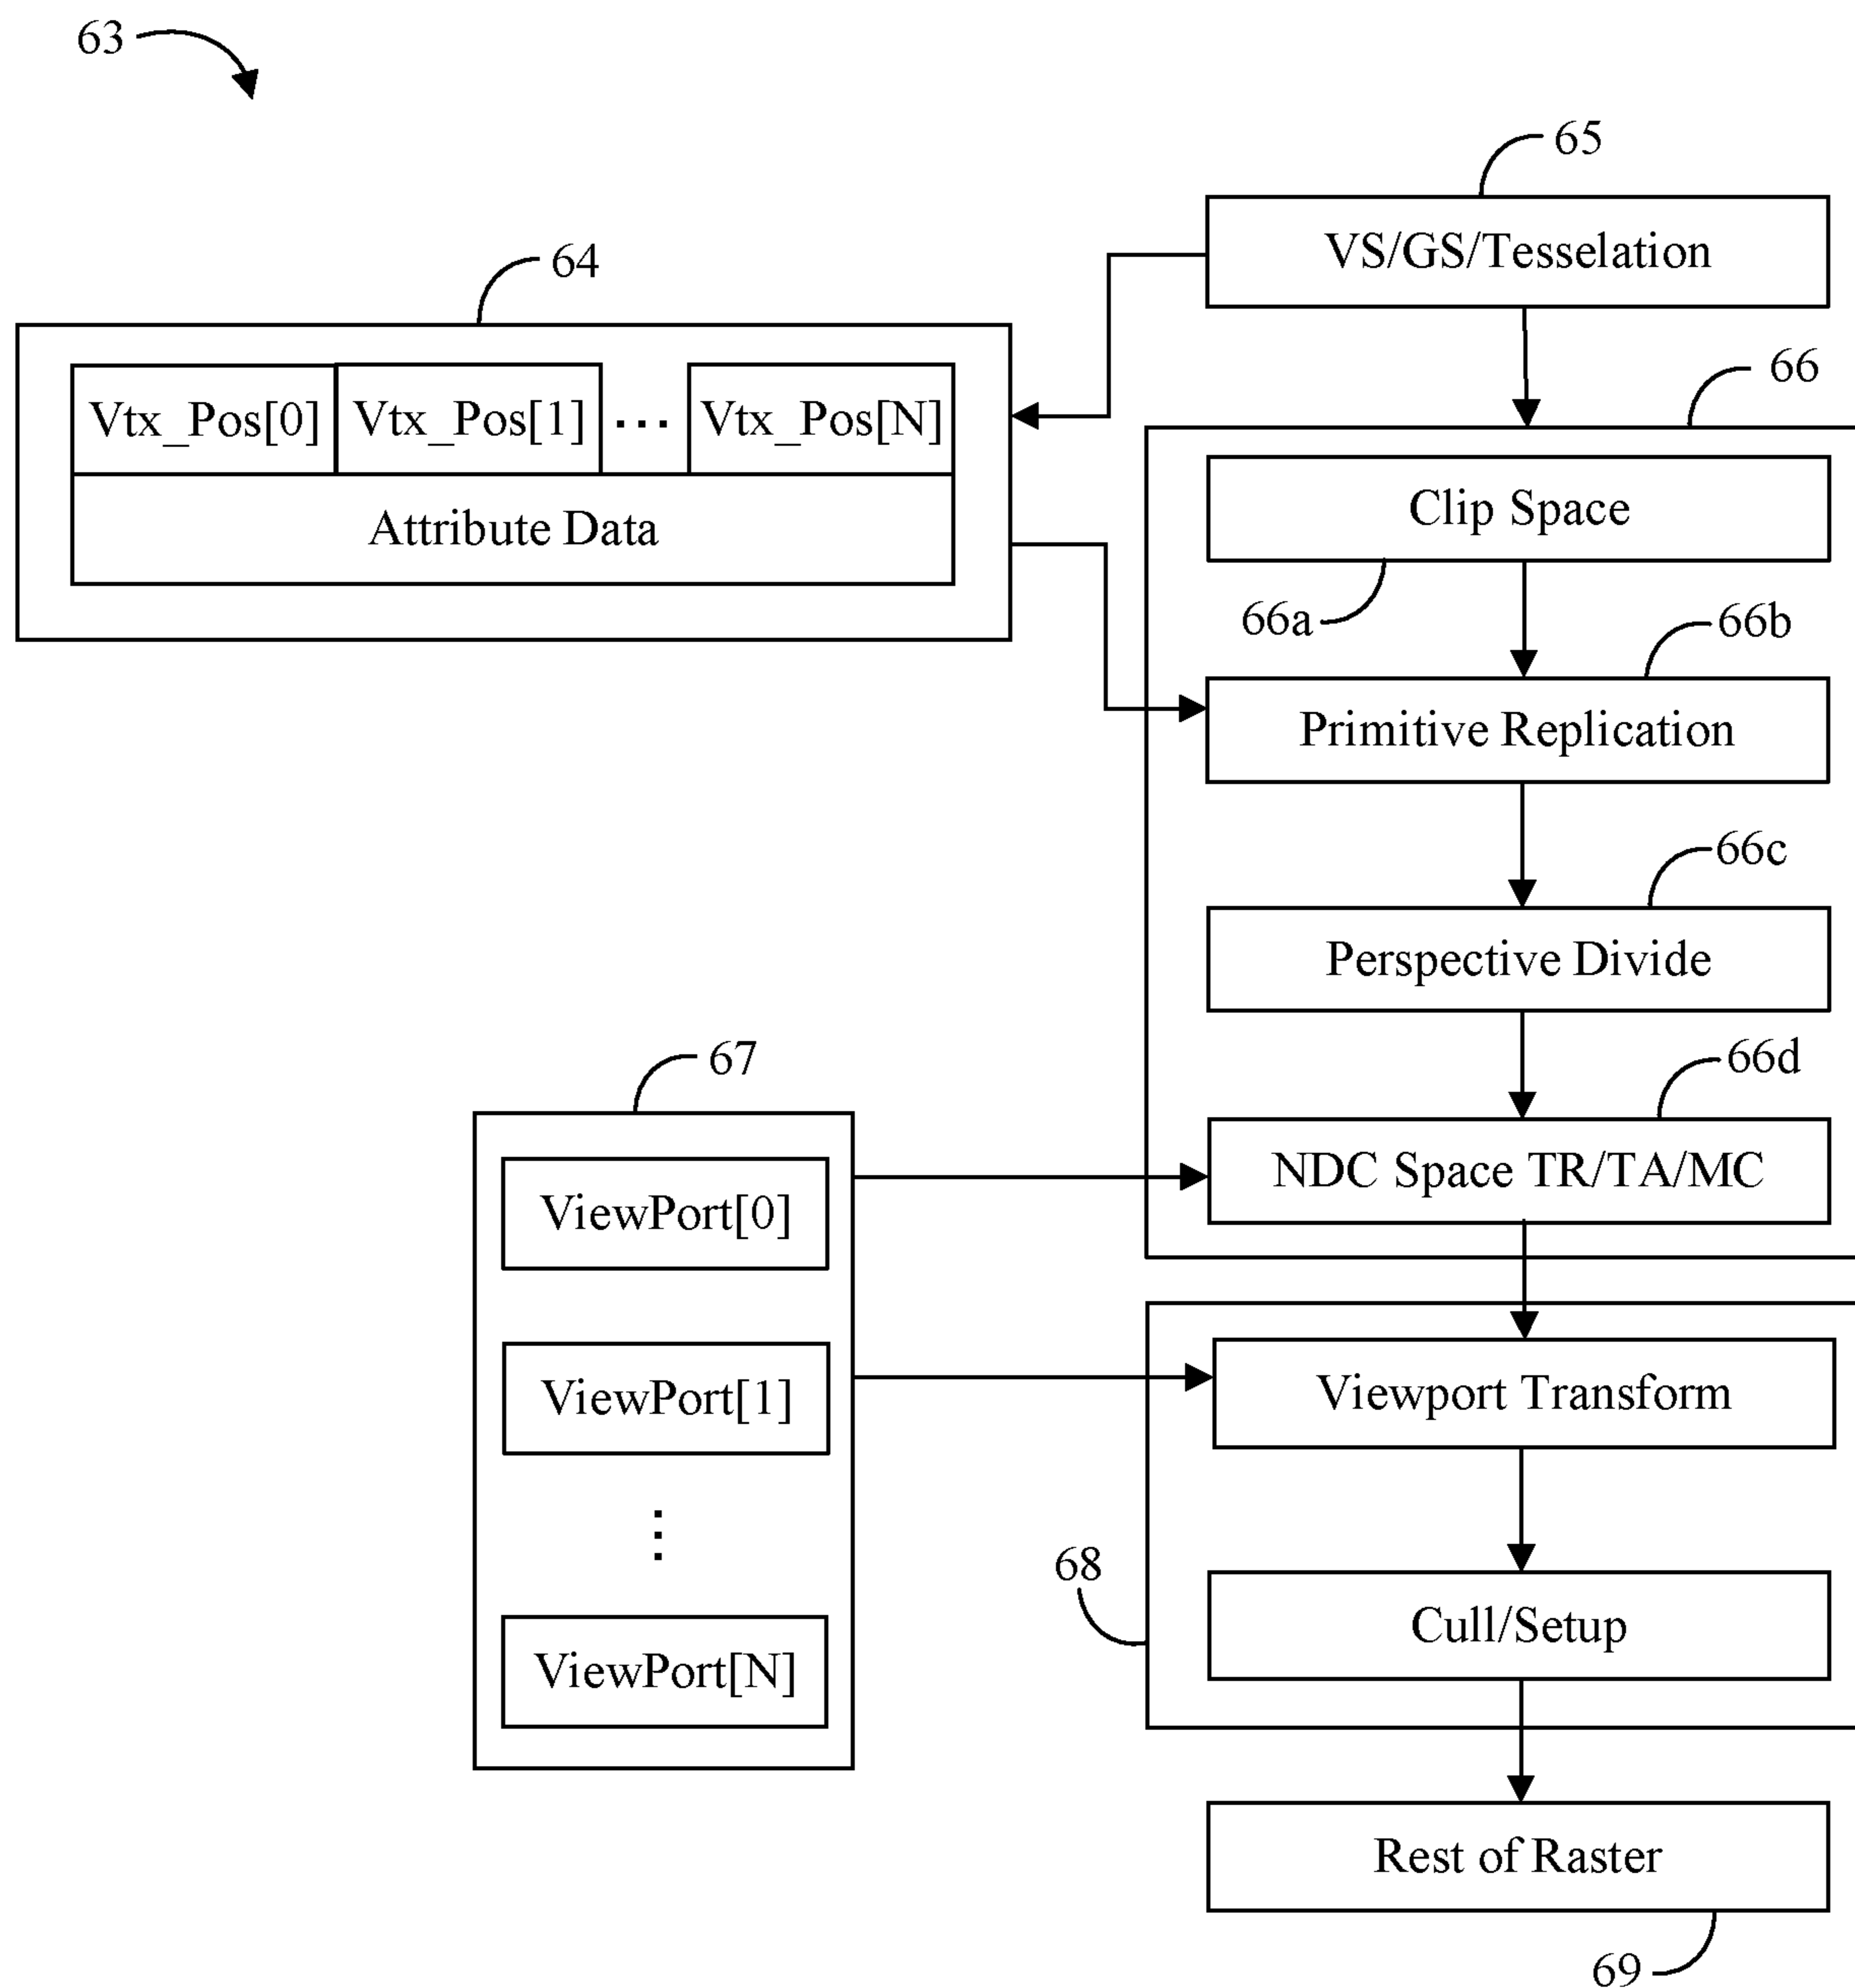 63
65
VS/GS/Tesselation
64
66
Vtx_Pos[0] Vtx_Pos[1] ... Vtx_Pos[N]
Attribute Data
Clip Space
66a
66b
Primitive Replication
66c
Perspective Divide
67
66d
NDC Space TR/TA/MC
ViewPort[0]
Viewport Transform
ViewPort[1]
⋮
68
Cull/Setup
ViewPort[N]
Rest of Raster
69